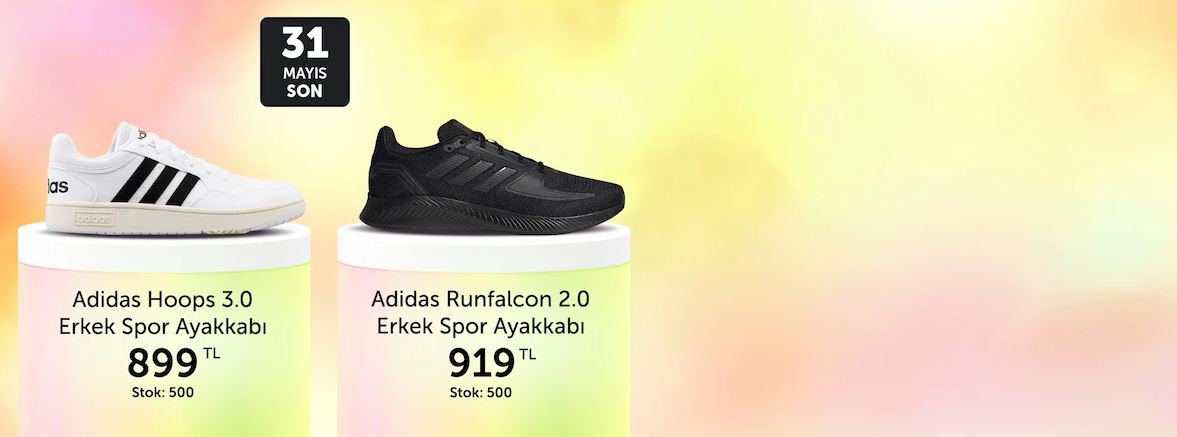 31
MAYIS
SON
adidas
Adidas Hoops 3.0
Erkek Spor Ayakkabı
899 TL
Stok: 500
Adidas Runfalcon 2.0
Erkek Spor Ayakkabı
919 TL
Stok: 500